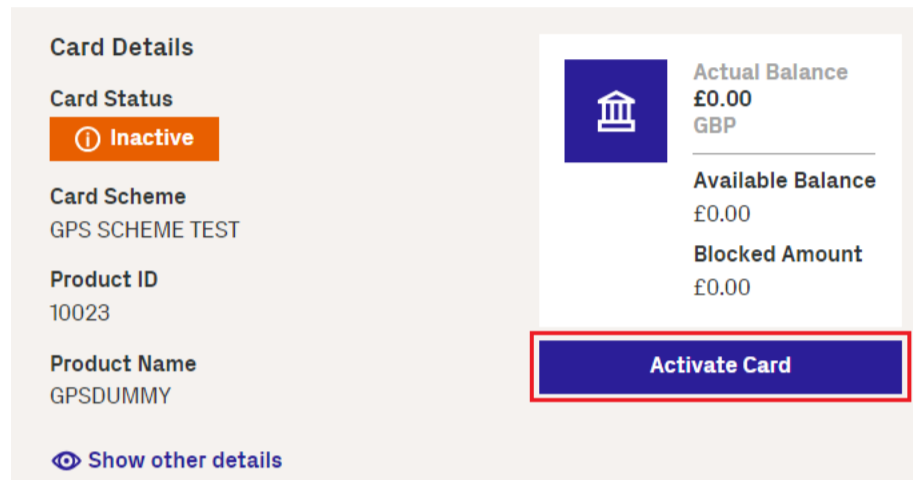 Card Details
Card Status
Inactive
Card Scheme
GPS SCHEME TEST
Product ID
10023
Product Name
GPSDUMMY
Show other details
Actual Balance
£0.00
GBP
Available Balance
£0.00
Blocked Amount
£0.00
Activate Card